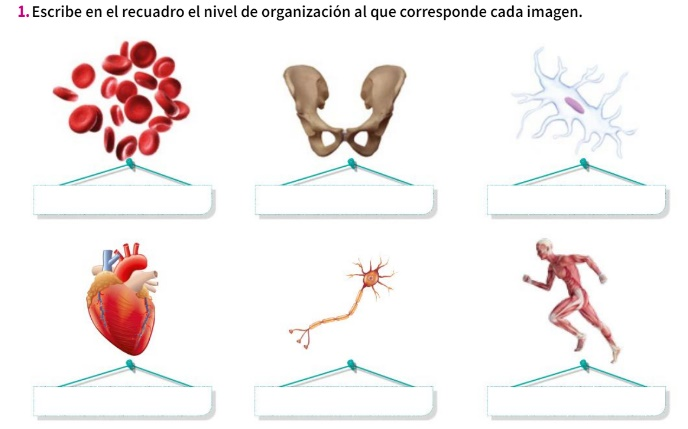 1. Escribe en el recuadro el nivel de organización al que corresponde cada imagen.